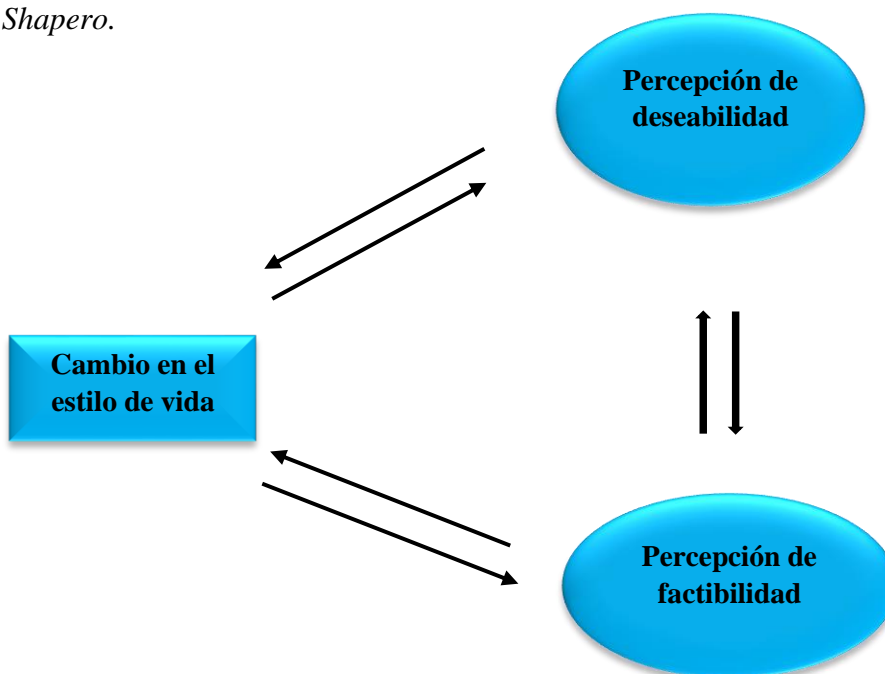 Shapero.
Percepción de
deseabilidad
Cambio en el
estilo de vida
Percepción de
factibilidad